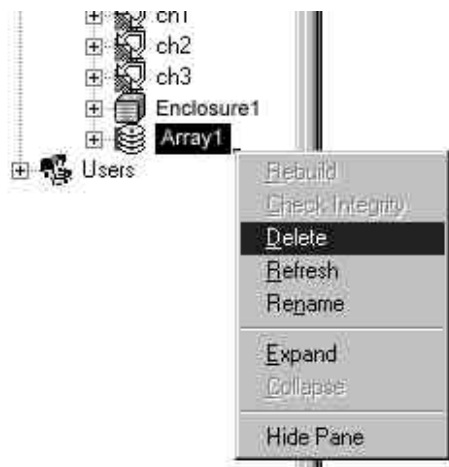 ch1
ch2
ch3
Enclosure1
Array1
Users
Rebuild
Check Integrity
Delete
Refresh
Rename
Expand
Collapse
Hide Pane